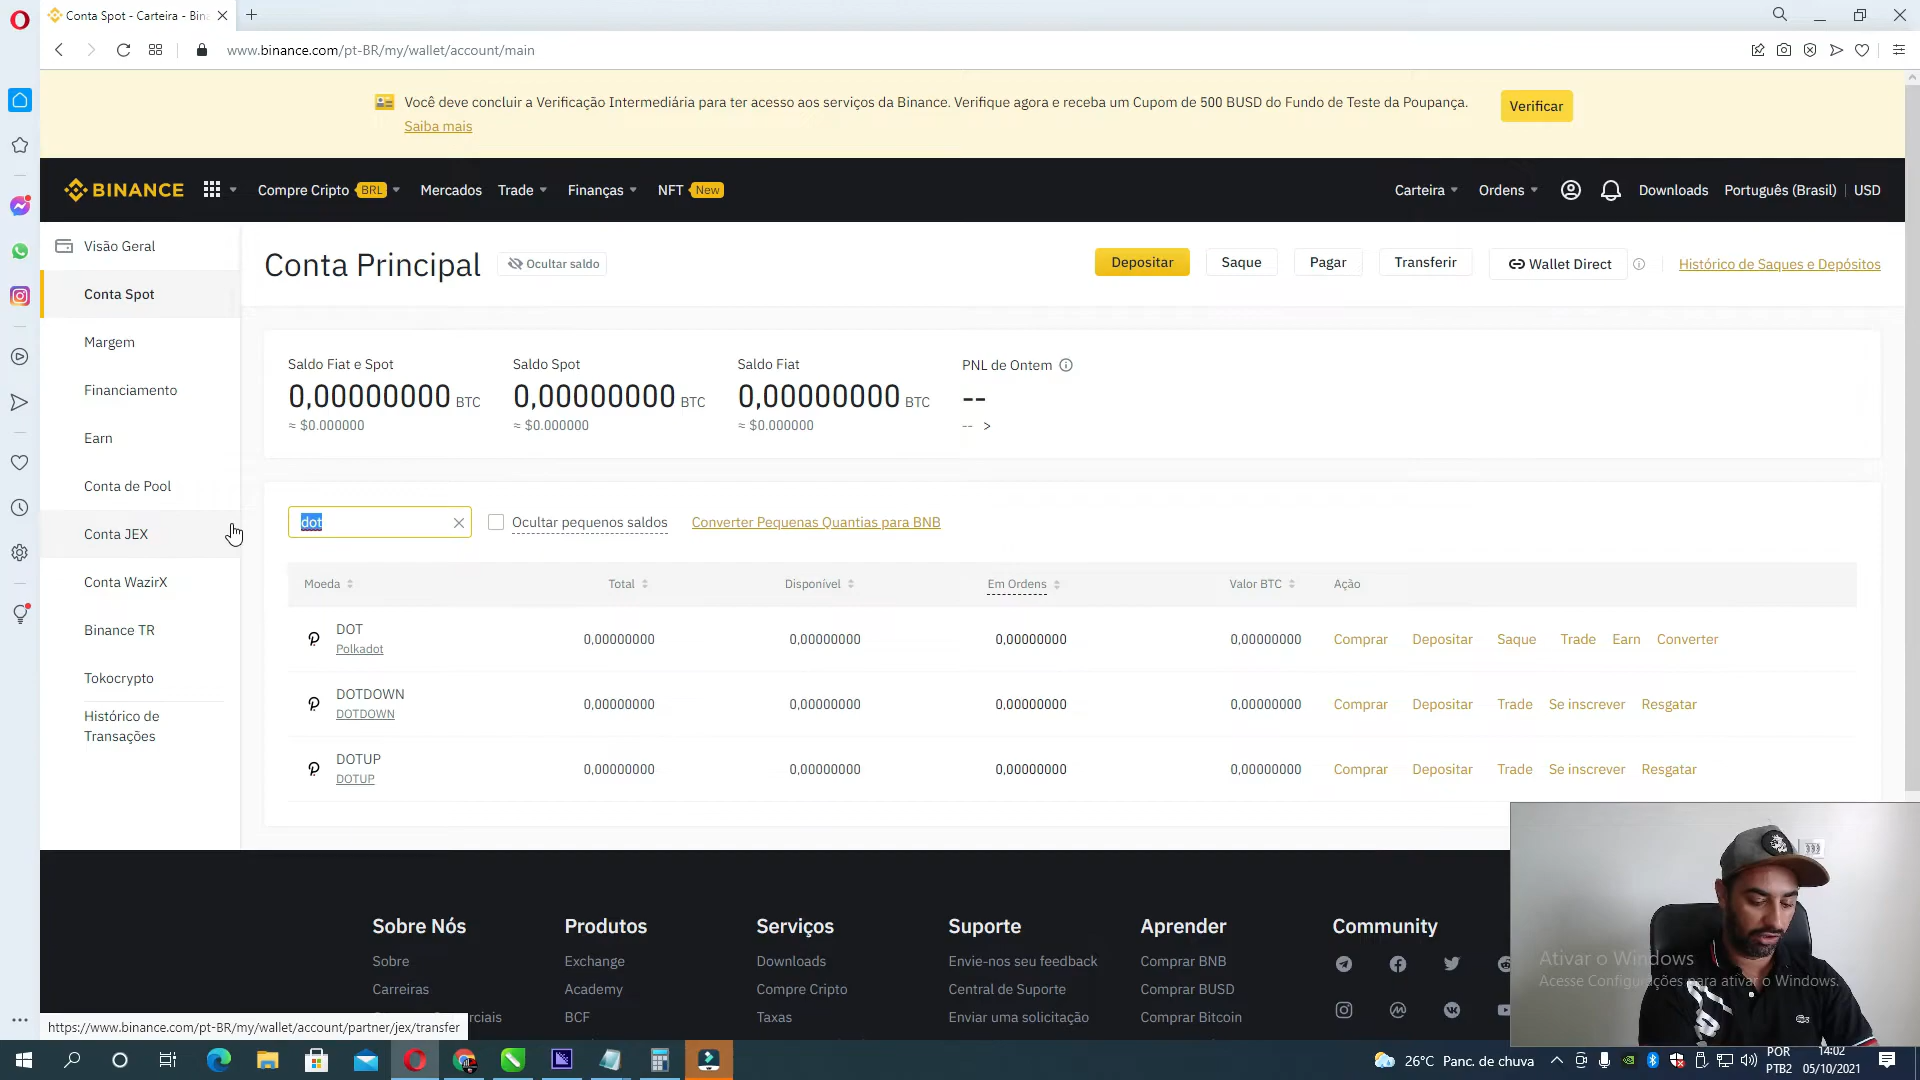 Conta Spot - Carteira - Bin
www.binance.com/pt-BR/my/wallet/account/main
Você deve concluir a Verificação Intermediária para ter acesso aos serviços da Binance. Verifique agora e receba um Cupom de 500 BUSD do Fundo de Teste da Poupança.
Saiba mais
Verificar
BINANCE
Compre Cripto BRL
Mercados
Trade
Finanças
NFT New
Carteira
Ordens
Downloads
Português (Brasil)
USD
Visão Geral
Conta Spot
Margem
Financiamento
Earn
Conta de Pool
Conta JEX
Conta WazirX
Binance TR
Tokocrypto
Histórico de
Transações
Conta Principal
Ocultar saldo
Depositar
Saque
Pagar
Transferir
Wallet Direct
Histórico de Saques e Depósitos
Saldo Fiat e Spot
0,00000000 BTC
≈ $0.000000
Saldo Spot
0,00000000 BTC
≈ $0.000000
Saldo Fiat
0,00000000 BTC
≈ $0.000000
PNL de Ontem
--
-- >
dot
Ocultar pequenos saldos
Converter Pequenas Quantias para BNB
Moeda Total Disponível Em Ordens Valor BTC Ação
DOT
Polkadot
0,00000000 0,00000000 0,00000000 0,00000000 Comprar Depositar Saque Trade Earn Converter
DOTDOWN
DOTDOWN
0,00000000 0,00000000 0,00000000 0,00000000 Comprar Depositar Trade Se inscrever Resgatar
DOTUP
DOTUP
0,00000000 0,00000000 0,00000000 0,00000000 Comprar Depositar Trade Se inscrever Resgatar
Sobre Nós
Sobre
Carreiras
Produtos
Exchange
Academy
BCF
Serviços
Downloads
Compre Cripto
Taxas
Suporte
Envie-nos seu feedback
Central de Suporte
Enviar uma solicitação
Aprender
Comprar BNB
Comprar BUSD
Comprar Bitcoin
Community
Ativar o Windows
Acesse Configurações para ativar o Windows.
https://www.binance.com/pt-BR/my/wallet/account/partner/jex/transfer
26°C Panc. de chuva
POR
PTB2
14:02
05/10/2021